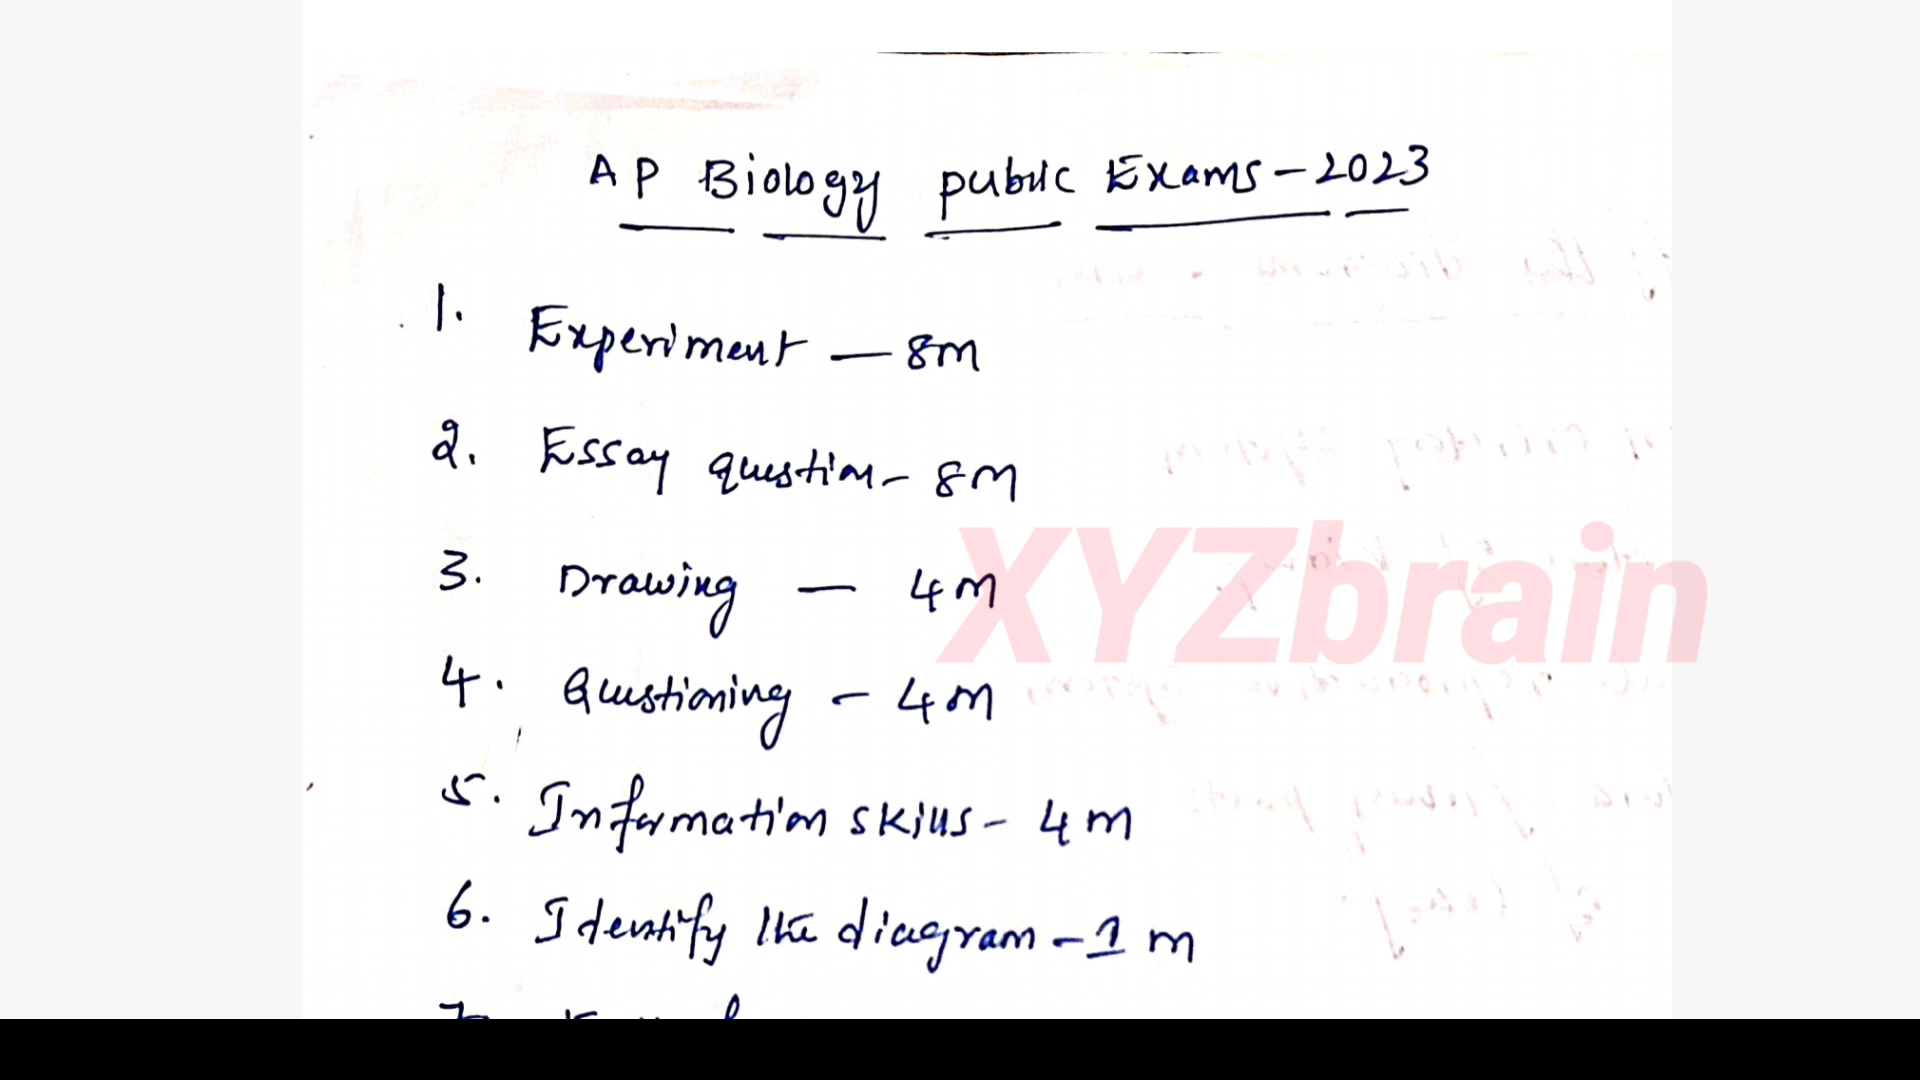 AP Biology public Exams-2023
1. Experiment — 8m
2. Essay question - 8M
3. Drawing — 4M
4. Questioning - 4M
5. Information skills - 4m
6. Identify the diagram - 1 m
7.
XYZbrain